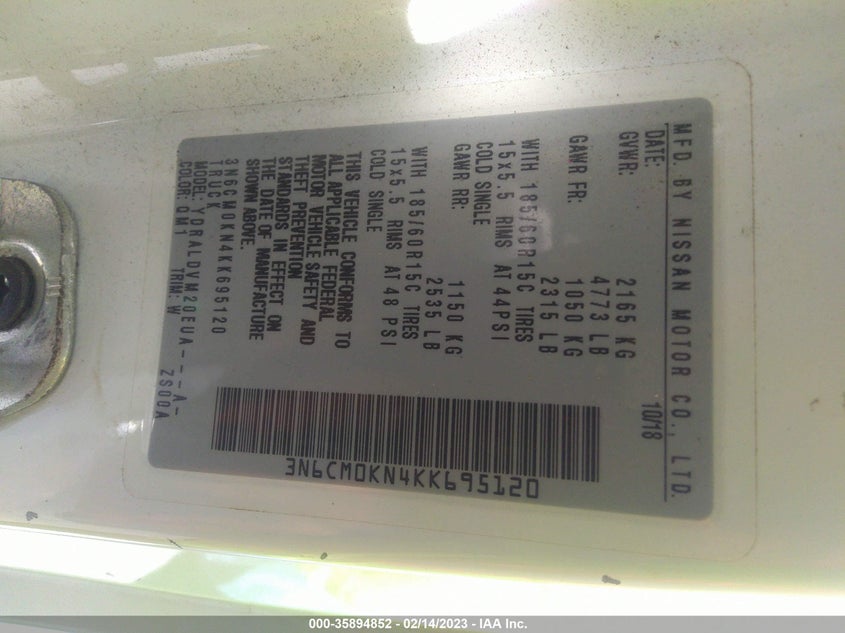 MFD. BY NISSAN MOTOR CO., LTD.
DATE: 10/18
GVWR: 2165 KG
4773 LB
GAWR FR: 1050 KG
2315 LB
WITH 185/60R15C TIRES
15x5.5 RIMS AT 44PSI
COLD SINGLE
GAWR RR: 1150 KG
2535 LB
WITH 185/60R15C TIRES
15x5.5 RIMS AT 48 PSI
COLD SINGLE
THIS VEHICLE CONFORMS TO
ALL APPLICABLE FEDERAL
MOTOR VEHICLE SAFETY AND
THEFT PREVENTION
STANDARDS IN EFFECT ON
THE DATE OF MANUFACTURE
SHOWN ABOVE.
3N6CM0KN4KK695120
TRUCK
MODEL: YDRALDVM20EUA---A-
COLOR: QM1 TRIM: W ZS00A
3N6CM0KN4KK695120
000-35894852 - 02/14/2023 - IAA Inc.